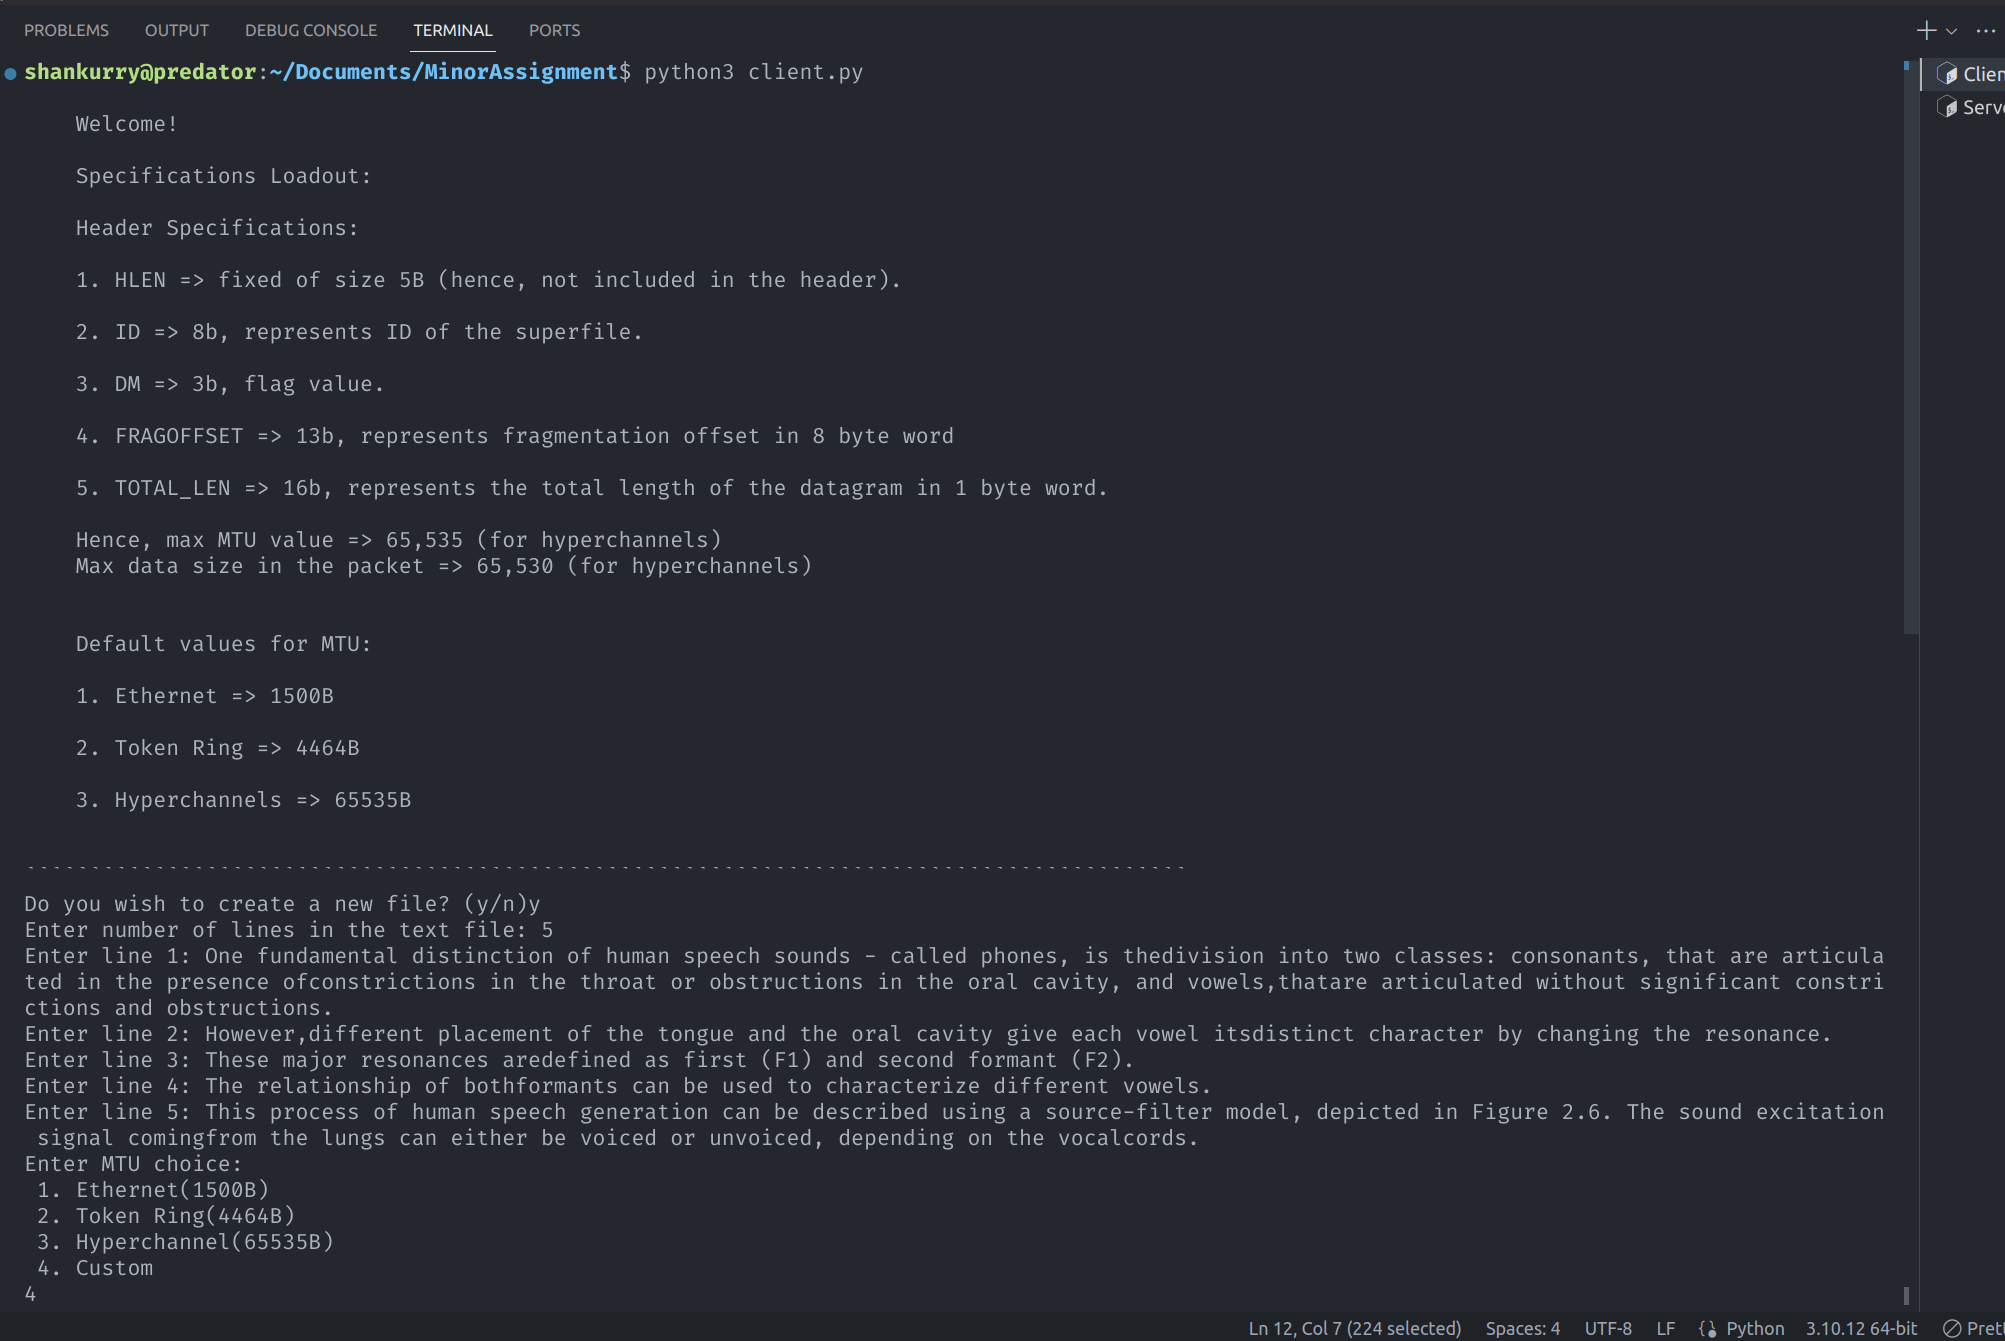 PROBLEMS OUTPUT DEBUG CONSOLE TERMINAL PORTS
shankurry@predator:~/Documents/MinorAssignment$ python3 client.py
Clien
Serve
Welcome!
Specifications Loadout:
Header Specifications:
1. HLEN => fixed of size 5B (hence, not included in the header).
2. ID => 8b, represents ID of the superfile.
3. DM => 3b, flag value.
4. FRAGOFFSET => 13b, represents fragmentation offset in 8 byte word
5. TOTAL_LEN => 16b, represents the total length of the datagram in 1 byte word.
Hence, max MTU value => 65,535 (for hyperchannels)
Max data size in the packet => 65,530 (for hyperchannels)
Default values for MTU:
1. Ethernet => 1500B
2. Token Ring => 4464B
3. Hyperchannels => 65535B
Do you wish to create a new file? (y/n)y
Enter number of lines in the text file: 5
Enter line 1: One fundamental distinction of human speech sounds – called phones, is thedivision into two classes: consonants, that are articula
ted in the presence ofconstrictions in the throat or obstructions in the oral cavity, and vowels,thatare articulated without significant constri
ctions and obstructions.
Enter line 2: However,different placement of the tongue and the oral cavity give each vowel itsdistinct character by changing the resonance.
Enter line 3: These major resonances aredefined as first (F1) and second formant (F2).
Enter line 4: The relationship of bothformants can be used to characterize different vowels.
Enter line 5: This process of human speech generation can be described using a source-filter model, depicted in Figure 2.6. The sound excitation
signal comingfrom the lungs can either be voiced or unvoiced, depending on the vocalcords.
Enter MTU choice:
1. Ethernet(1500B)
2. Token Ring(4464B)
3. Hyperchannel(65535B)
4. Custom
4
Ln 12, Col 7 (224 selected) Spaces: 4 UTF-8 LF Python 3.10.12 64-bit Prett